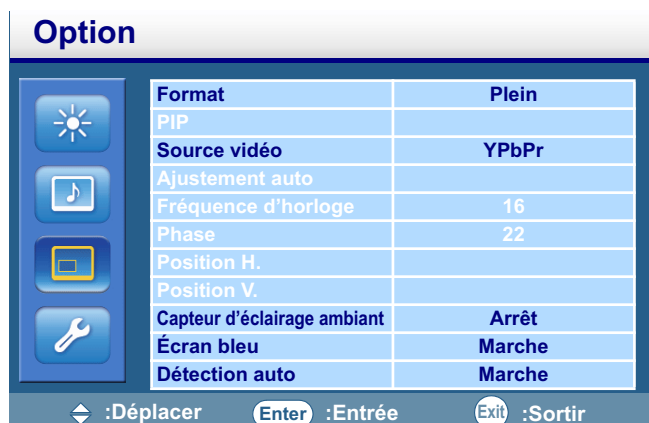 Option
Format Plein
PIP
Source vidéo YPbPr
Ajustement auto
Fréquence d’horloge 16
Phase 22
Position H.
Position V.
Capteur d’éclairage ambiant Arrêt
Écran bleu Marche
Détection auto Marche
:Déplacer Enter :Entrée Exit :Sortir